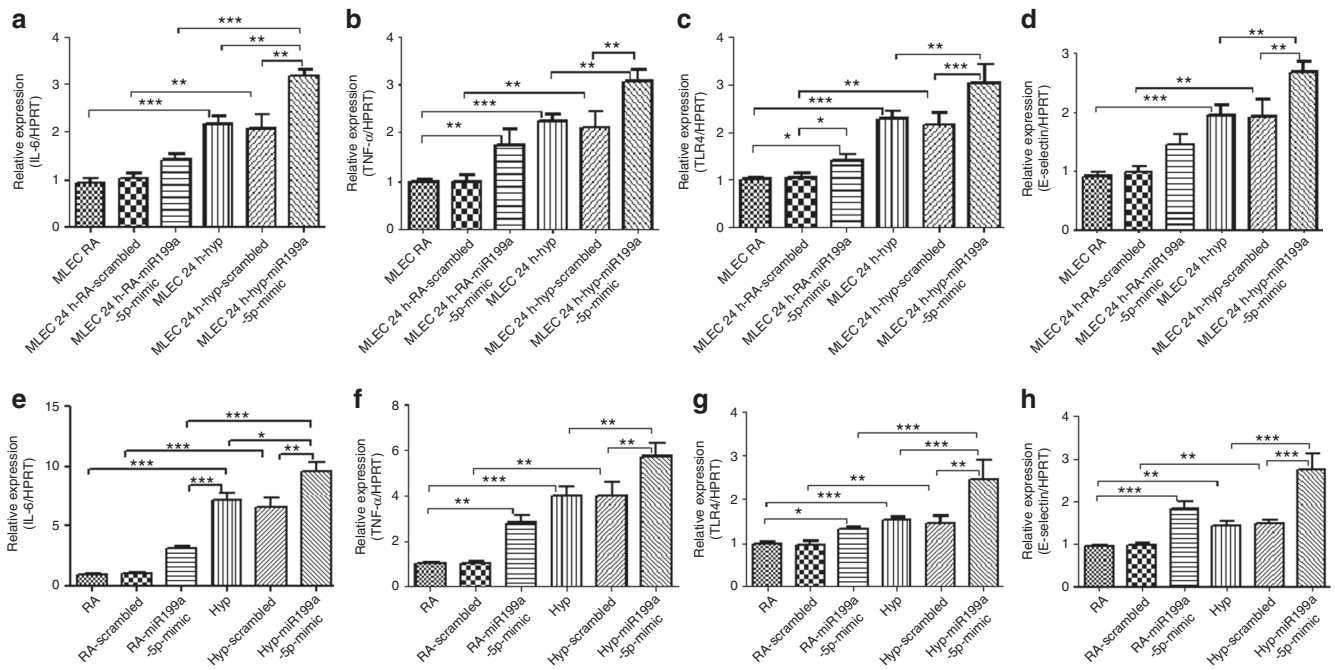 a
Relative expression
(IL-6/HPRT)
4
3
2
1
0
***
**
**
**
***
MLEC RA
MLEC 24 h-RA-scrambled
MLEC 24 h-RA-miR199a
-5p-mimic
MLEC 24 h-hyp
MLEC 24 h-hyp-scrambled
MLEC 24 h-hyp-miR199a
-5p-mimic
b
Relative expression
(TNF-α/HPRT)
4
3
2
1
0
**
**
**
***
**
MLEC RA
MLEC 24 h-RA-scrambled
MLEC 24 h-RA-miR199a
-5p-mimic
MLEC 24 h-hyp
MLEC 24 h-hyp-scrambled
MLEC 24 h-hyp-miR199a
-5p-mimic
c
Relative expression
(TLR4/HPRT)
4
3
2
1
0
**
***
**
***
*
*
MLEC RA
MLEC 24 h-RA-scrambled
MLEC 24 h-RA-miR199a
-5p-mimic
MLEC 24 h-hyp
MLEC 24 h-hyp-scrambled
MLEC 24 h-hyp-miR199a
-5p-mimic
d
Relative expression
(E-selectin/HPRT)
3
2
1
0
**
**
**
***
MLEC RA
MLEC 24 h-RA-scrambled
MLEC 24 h-RA-miR199a
-5p-mimic
MLEC 24 h-hyp
MLEC 24 h-hyp-scrambled
MLEC 24 h-hyp-miR199a
-5p-mimic
e
Relative expression
(IL-6/HPRT)
15
10
5
0
***
*
**
***
***
***
RA
RA-scrambled
RA-miR199a
-5p-mimic
Hyp
Hyp-scrambled
Hyp-miR199a
-5p-mimic
f
Relative expression
(TNF-α/HPRT)
8
6
4
2
0
**
**
**
***
**
RA
RA-scrambled
RA-miR199a
-5p-mimic
Hyp
Hyp-scrambled
Hyp-miR199a
-5p-mimic
g
Relative expression
(TLR4/HPRT)
4
3
2
1
0
***
***
**
**
***
*
RA
RA-scrambled
RA-miR199a
-5p-mimic
Hyp
Hyp-scrambled
Hyp-miR199a
-5p-mimic
h
Relative expression
(E-selectin/HPRT)
4
3
2
1
0
***
***
**
**
***
RA
RA-scrambled
RA-miR199a
-5p-mimic
Hyp
Hyp-scrambled
Hyp-miR199a
-5p-mimic